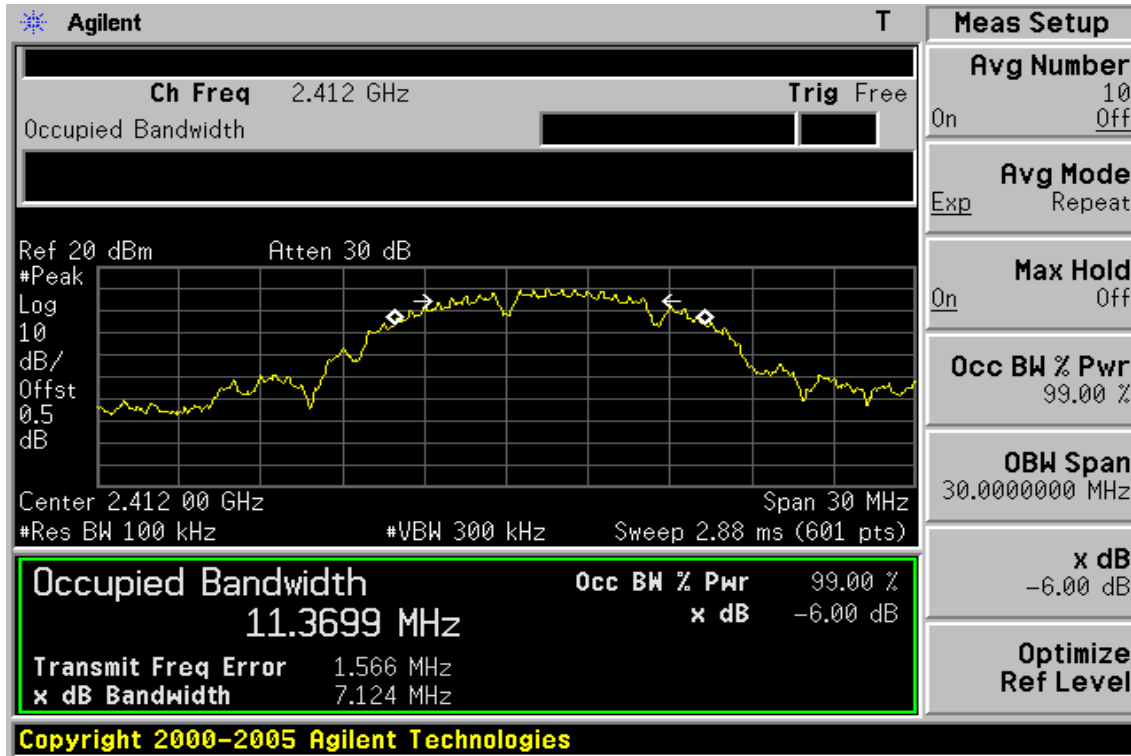 Agilent T Meas Setup
Ch Freq 2.412 GHz Trig Free
Occupied Bandwidth
Avg Number
10
On Off
Avg Mode
Exp Repeat
Max Hold
On Off
Occ BW % Pwr
99.00 %
OBW Span
30.0000000 MHz
x dB
-6.00 dB
Optimize
Ref Level
Ref 20 dBm Atten 30 dB
#Peak
Log
10
dB/
Offst
0.5
dB
Center 2.412 00 GHz Span 30 MHz
#Res BW 100 kHz #VBW 300 kHz Sweep 2.88 ms (601 pts)
Occupied Bandwidth Occ BW % Pwr 99.00 %
11.3699 MHz x dB -6.00 dB
Transmit Freq Error 1.566 MHz
x dB Bandwidth 7.124 MHz
Copyright 2000-2005 Agilent Technologies